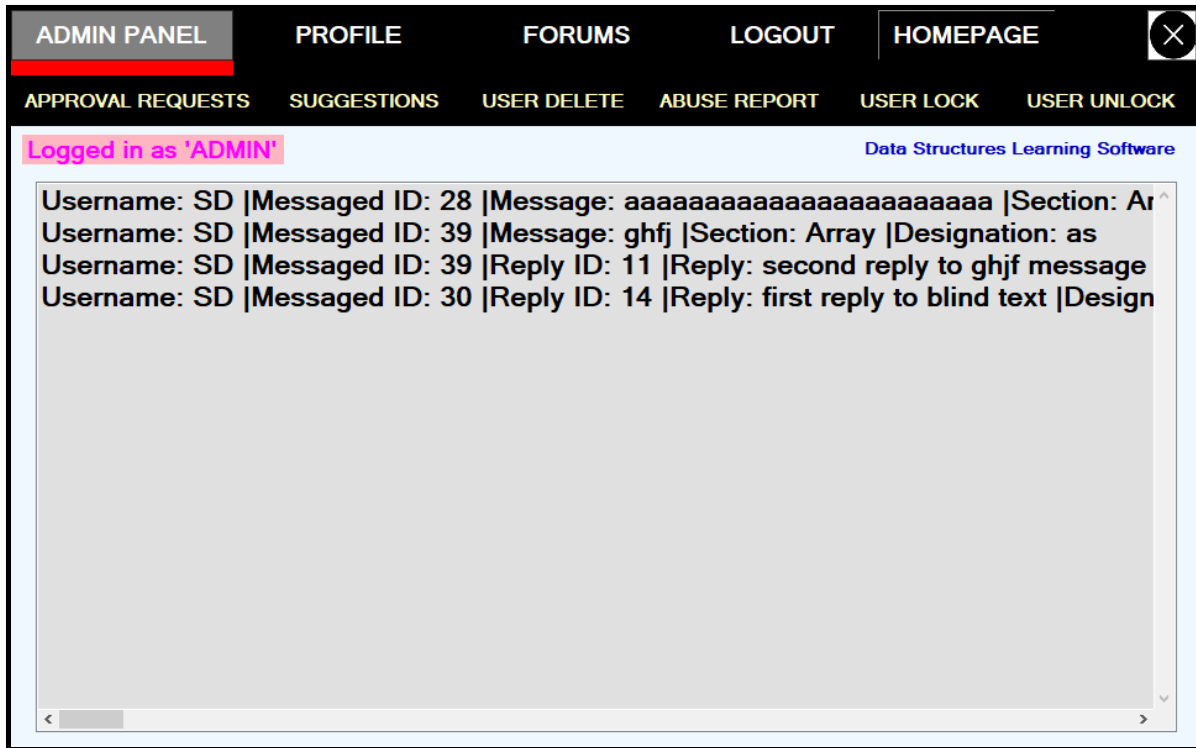 ADMIN PANEL PROFILE FORUMS LOGOUT HOMEPAGE
APPROVAL REQUESTS SUGGESTIONS USER DELETE ABUSE REPORT USER LOCK USER UNLOCK
Logged in as 'ADMIN' Data Structures Learning Software
Username: SD |Messaged ID: 28 |Message: aaaaaaaaaaaaaaaaaaaaaaa |Section: Ar
Username: SD |Messaged ID: 39 |Message: ghfj |Section: Array |Designation: as
Username: SD |Messaged ID: 39 |Reply ID: 11 |Reply: second reply to ghjf message
Username: SD |Messaged ID: 30 |Reply ID: 14 |Reply: first reply to blind text |Design